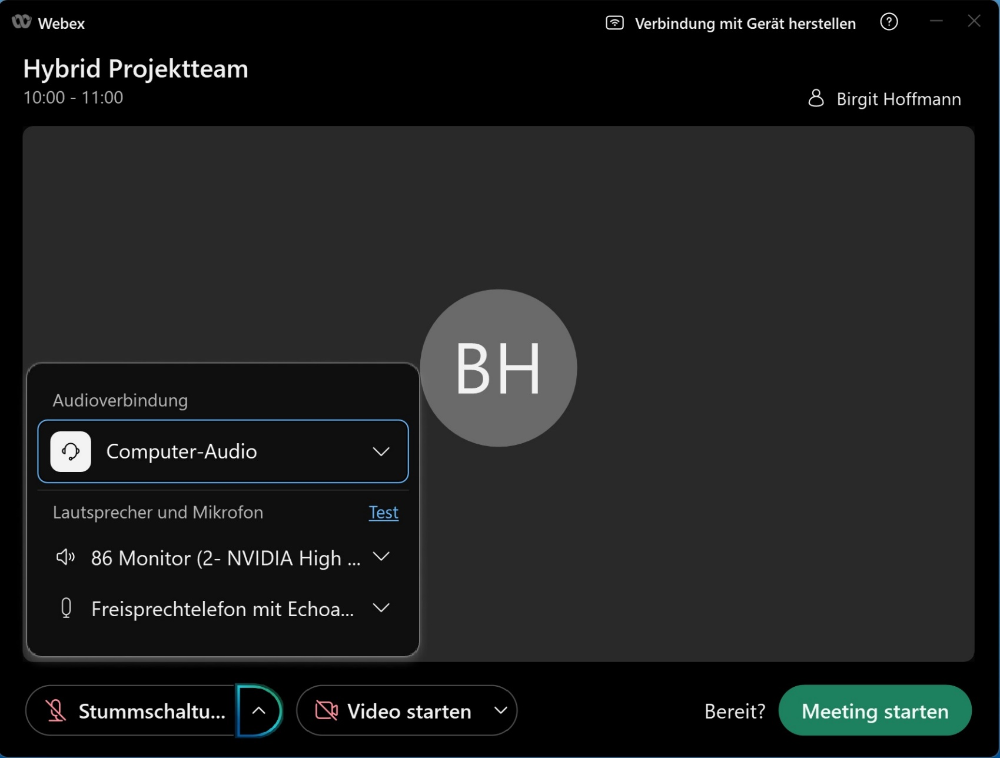 Webex
Verbindung mit Gerät herstellen
Hybrid Projektteam
10:00 - 11:00
Birgit Hoffmann
BH
Audioverbindung
Computer-Audio
Lautsprecher und Mikrofon Test
86 Monitor (2- NVIDIA High ...
Freisprechtelefon mit Echoa...
Stummschaltu...
Video starten
Bereit?
Meeting starten